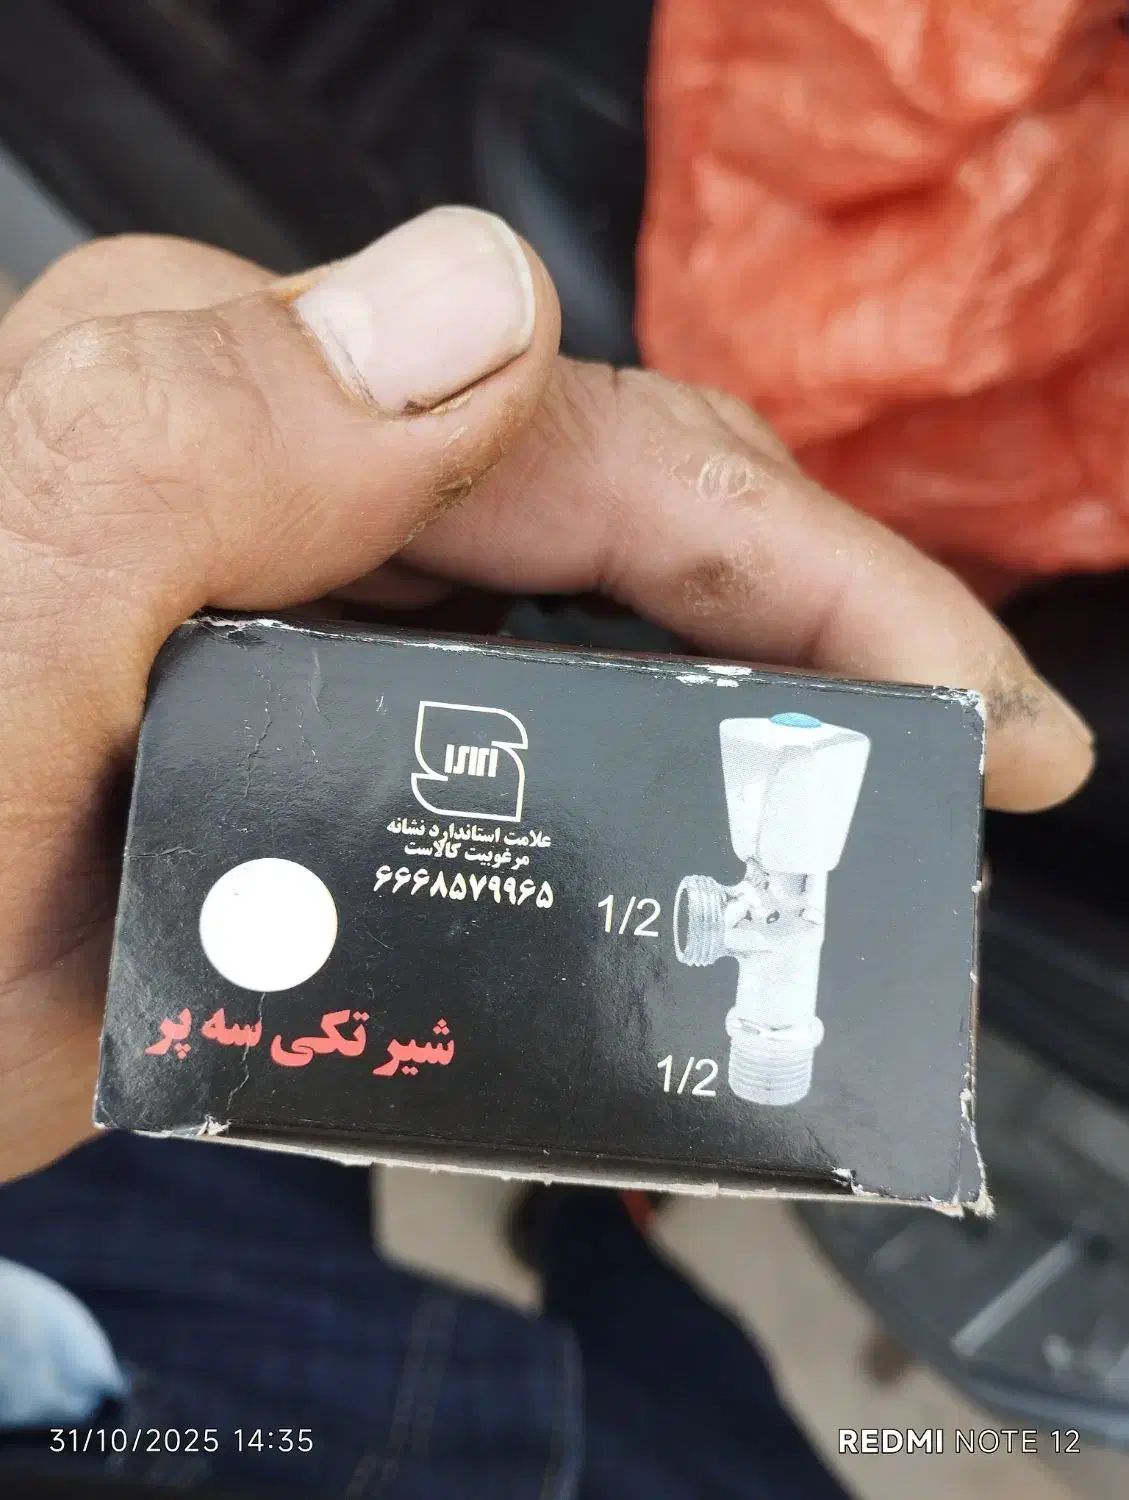 ISIRI
علامت استاندارد نشانه
مرغوبیت کالاست
۶۶۶۸۵۷۹۹۶۵
1/2
شیر تکی سه پر
1/2
31/10/2025 14:35
REDMI NOTE 12